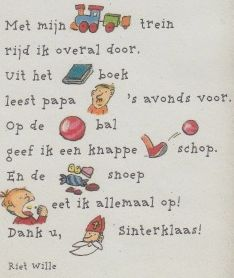 Met mijn trein
rijd ik overal door.
Uit het boek
leest papa 's avonds voor.
Op de bal
geef ik een knappe schop.
En de snoep
eet ik allemaal op!
Dank u, Sinterklaas!
Riet Wille